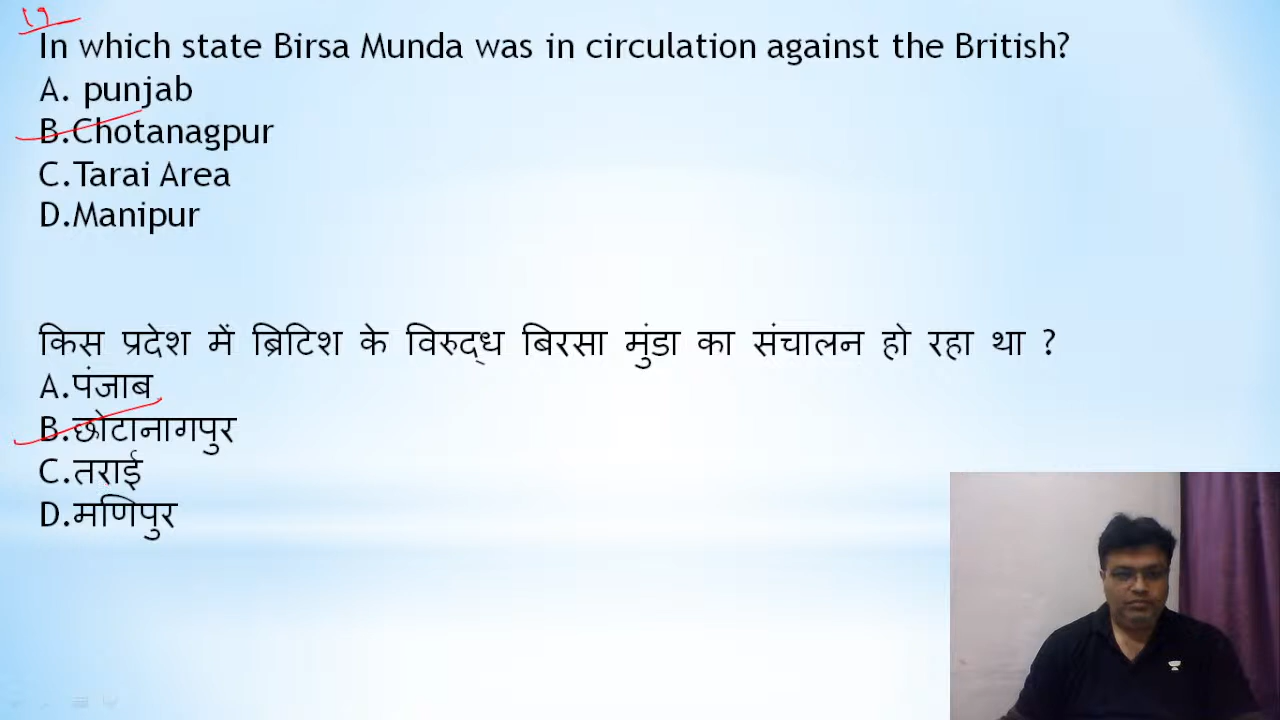 19
In which state Birsa Munda was in circulation against the British?
A. punjab
B.Chotanagpur
C.Tarai Area
D.Manipur
किस प्रदेश में ब्रिटिश के विरुद्ध बिरसा मुंडा का संचालन हो रहा था ?
A.पंजाब
B.छोटानागपुर
C.तराई
D.मणिपुर